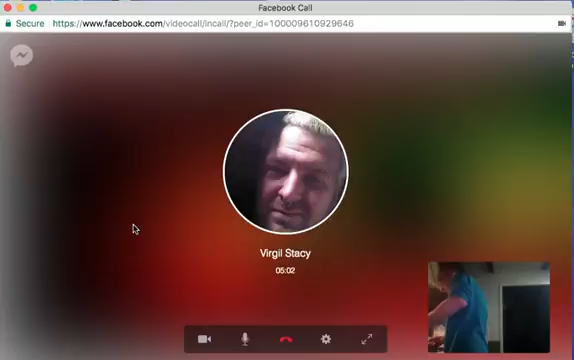 Facebook Call
Secure https://www.facebook.com/videocall/incall/?peer_id=100009610929646
Virgil Stacy
05:02